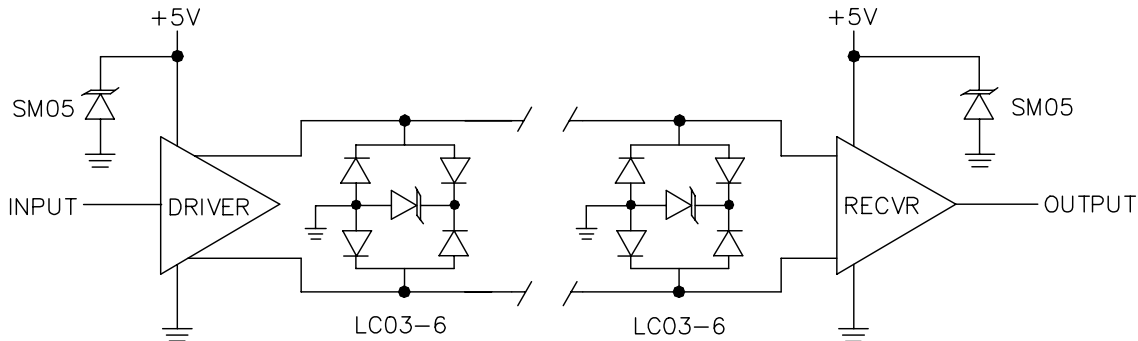 +5V
+5V
SM05
SM05
INPUT
DRIVER
RECVR
OUTPUT
LC03-6
LC03-6